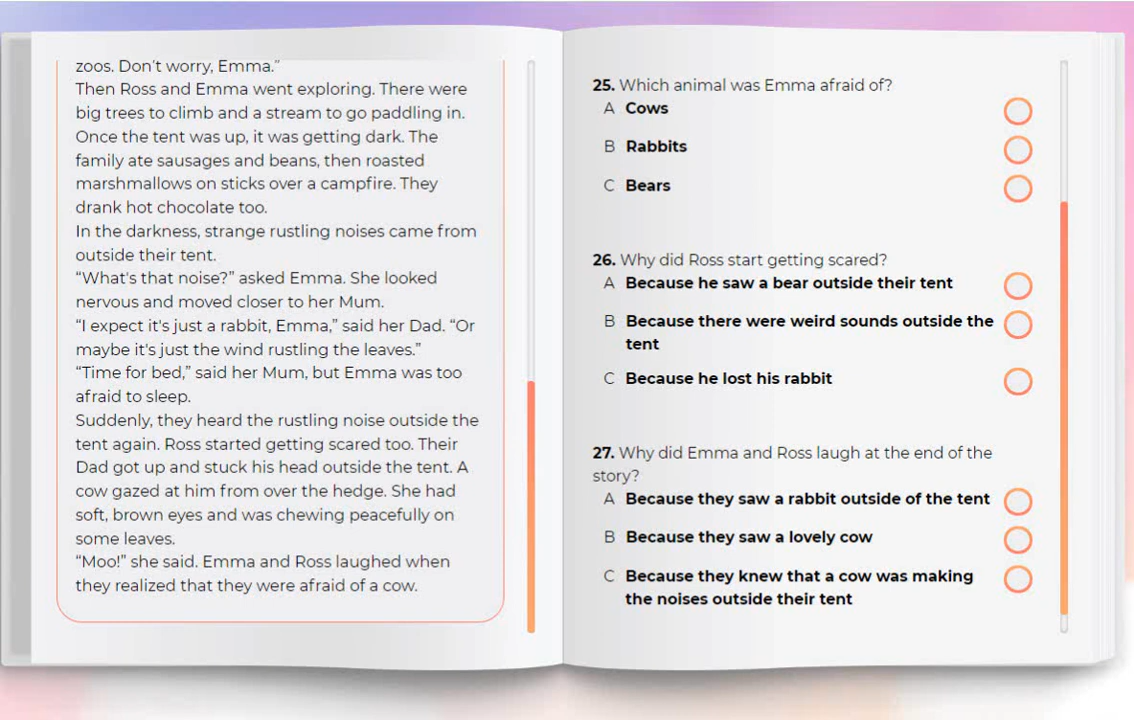 zoos. Don't worry, Emma."
Then Ross and Emma went exploring. There were
big trees to climb and a stream to go paddling in.
Once the tent was up, it was getting dark. The
family ate sausages and beans, then roasted
marshmallows on sticks over a campfire. They
drank hot chocolate too.
In the darkness, strange rustling noises came from
outside their tent.
“What's that noise?” asked Emma. She looked
nervous and moved closer to her Mum.
“I expect it's just a rabbit, Emma,” said her Dad. “Or
maybe it's just the wind rustling the leaves.”
“Time for bed,” said her Mum, but Emma was too
afraid to sleep.
Suddenly, they heard the rustling noise outside the
tent again. Ross started getting scared too. Their
Dad got up and stuck his head outside the tent. A
cow gazed at him from over the hedge. She had
soft, brown eyes and was chewing peacefully on
some leaves.
“Moo!” she said. Emma and Ross laughed when
they realized that they were afraid of a cow.
25. Which animal was Emma afraid of?
A Cows
B Rabbits
C Bears
26. Why did Ross start getting scared?
A Because he saw a bear outside their tent
B Because there were weird sounds outside the
tent
C Because he lost his rabbit
27. Why did Emma and Ross laugh at the end of the
story?
A Because they saw a rabbit outside of the tent
B Because they saw a lovely cow
C Because they knew that a cow was making
the noises outside their tent